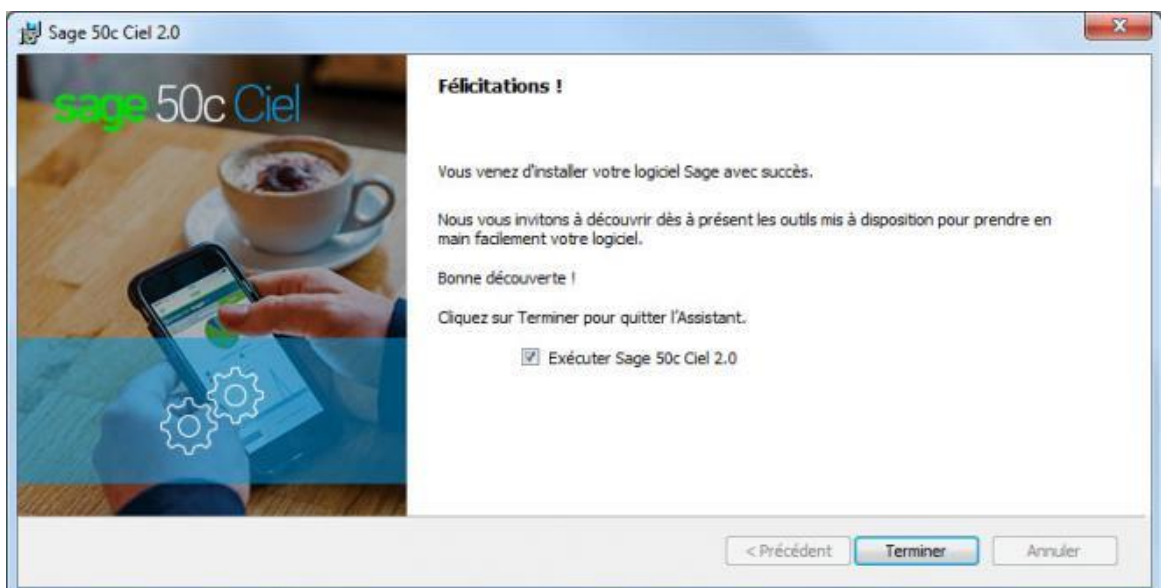 Sage 50c Ciel 2.0
sage 50c Ciel
Félicitations !
Vous venez d'installer votre logiciel Sage avec succès.
Nous vous invitons à découvrir dès à présent les outils mis à disposition pour prendre en
main facilement votre logiciel.
Bonne découverte !
Cliquez sur Terminer pour quitter l'Assistant.
Exécuter Sage 50c Ciel 2.0
< Précédent
Terminer
Annuler